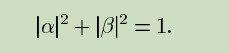 |α|² + |β|² = 1.